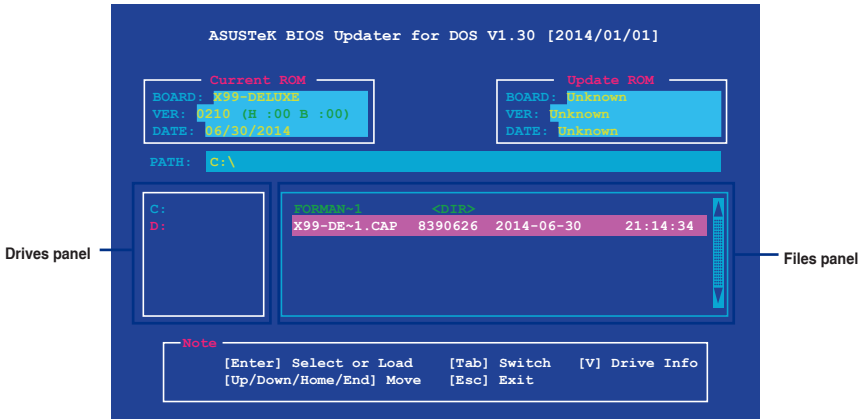 ASUSTeK BIOS Updater for DOS V1.30 [2014/01/01]
Current ROM
BOARD: X99-DELUXE
VER: 0210 (H :00 B :00)
DATE: 06/30/2014
Update ROM
BOARD: Unknown
VER: Unknown
DATE: Unknown
PATH: C:\
Drives panel
C:
D:
FORMAN~1 <DIR>
X99-DE~1.CAP 8390626 2014-06-30 21:14:34
Files panel
Note
[Enter] Select or Load [Tab] Switch [V] Drive Info
[Up/Down/Home/End] Move [Esc] Exit